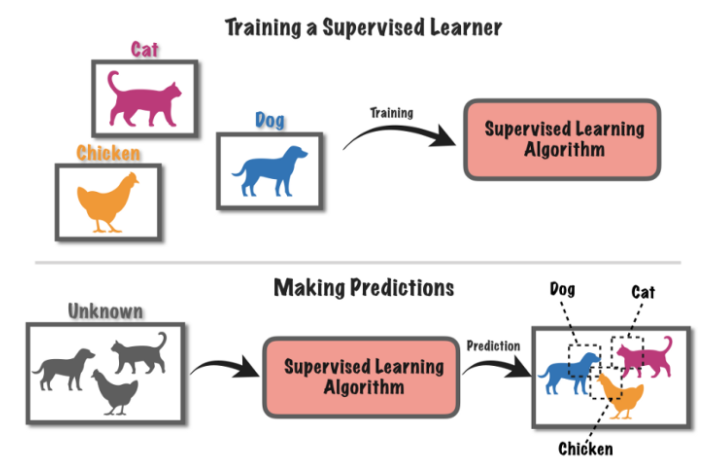 Training a Supervised Learner
Cat
Dog
Chicken
Training
Supervised Learning
Algorithm
Making Predictions
Unknown
Supervised Learning
Algorithm
Prediction
Dog
Cat
Chicken